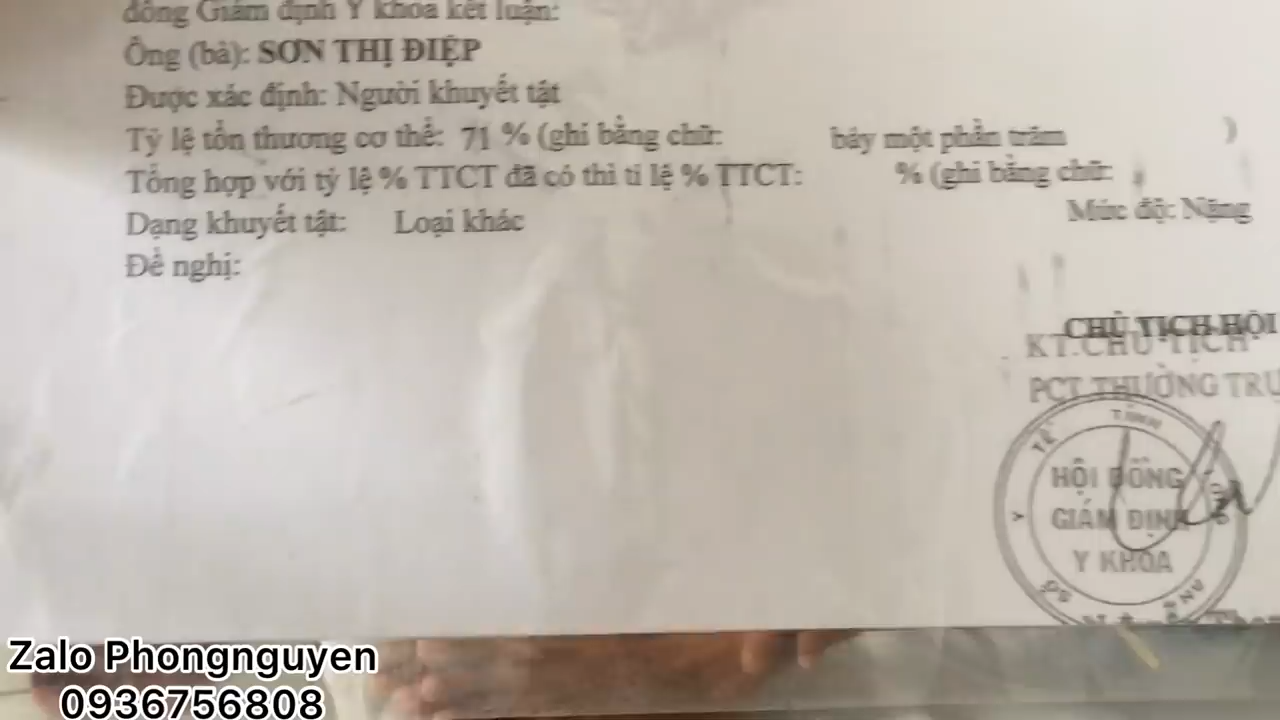 đồng Giám định Y khoa kết luận:
Ông (bà): SƠN THỊ ĐIỆP
Được xác định: Người khuyết tật
Tỷ lệ tổn thương cơ thể: 71 % (ghi bằng chữ: bảy một phần trăm )
Tổng hợp với tỷ lệ % TTCT đã có thì tỉ lệ % TTCT: % (ghi bằng chữ:
Dạng khuyết tật: Loại khác Mức độ: Nặng
Đề nghị:
CHỦ TỊCH HỘI
KT.CHỦ TỊCH
PCT THƯỜNG TRỰ
TỈNH
Y TẾ
HỘI ĐỒNG
GIÁM ĐỊNH
Y KHOA
SỞ
Zalo Phongnguyen
0936756808